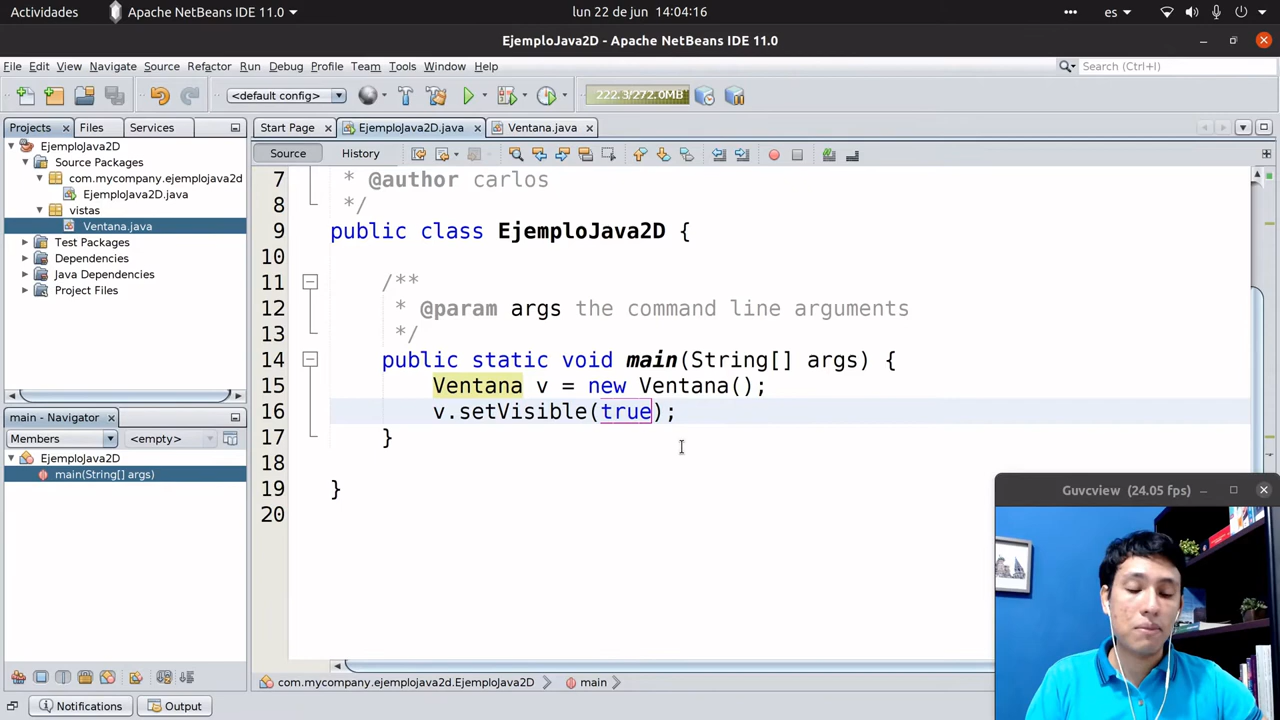 Actividades
Apache NetBeans IDE 11.0
lun 22 de jun 14:04:16
es
EjemploJava2D - Apache NetBeans IDE 11.0
File Edit View Navigate Source Refactor Run Debug Profile Team Tools Window Help
Search (Ctrl+I)
<default config>
222.3/272.0MB
Projects
Files
Services
Start Page
EjemploJava2D.java
Ventana.java
Source
History
EjemploJava2D
Source Packages
com.mycompany.ejemplojava2d
EjemploJava2D.java
vistas
Ventana.java
Test Packages
Dependencies
Java Dependencies
Project Files
main - Navigator
Members
<empty>
EjemploJava2D
main(String[] args)
7 * @author carlos
8 */
9 public class EjemploJava2D {
10
11 /**
12 * @param args the command line arguments
13 */
14 public static void main(String[] args) {
15 Ventana v = new Ventana();
16 v.setVisible(true);
17 }
18
19 }
20
Guvcview (24.05 fps)
com.mycompany.ejemplojava2d.EjemploJava2D
main
Notifications
Output